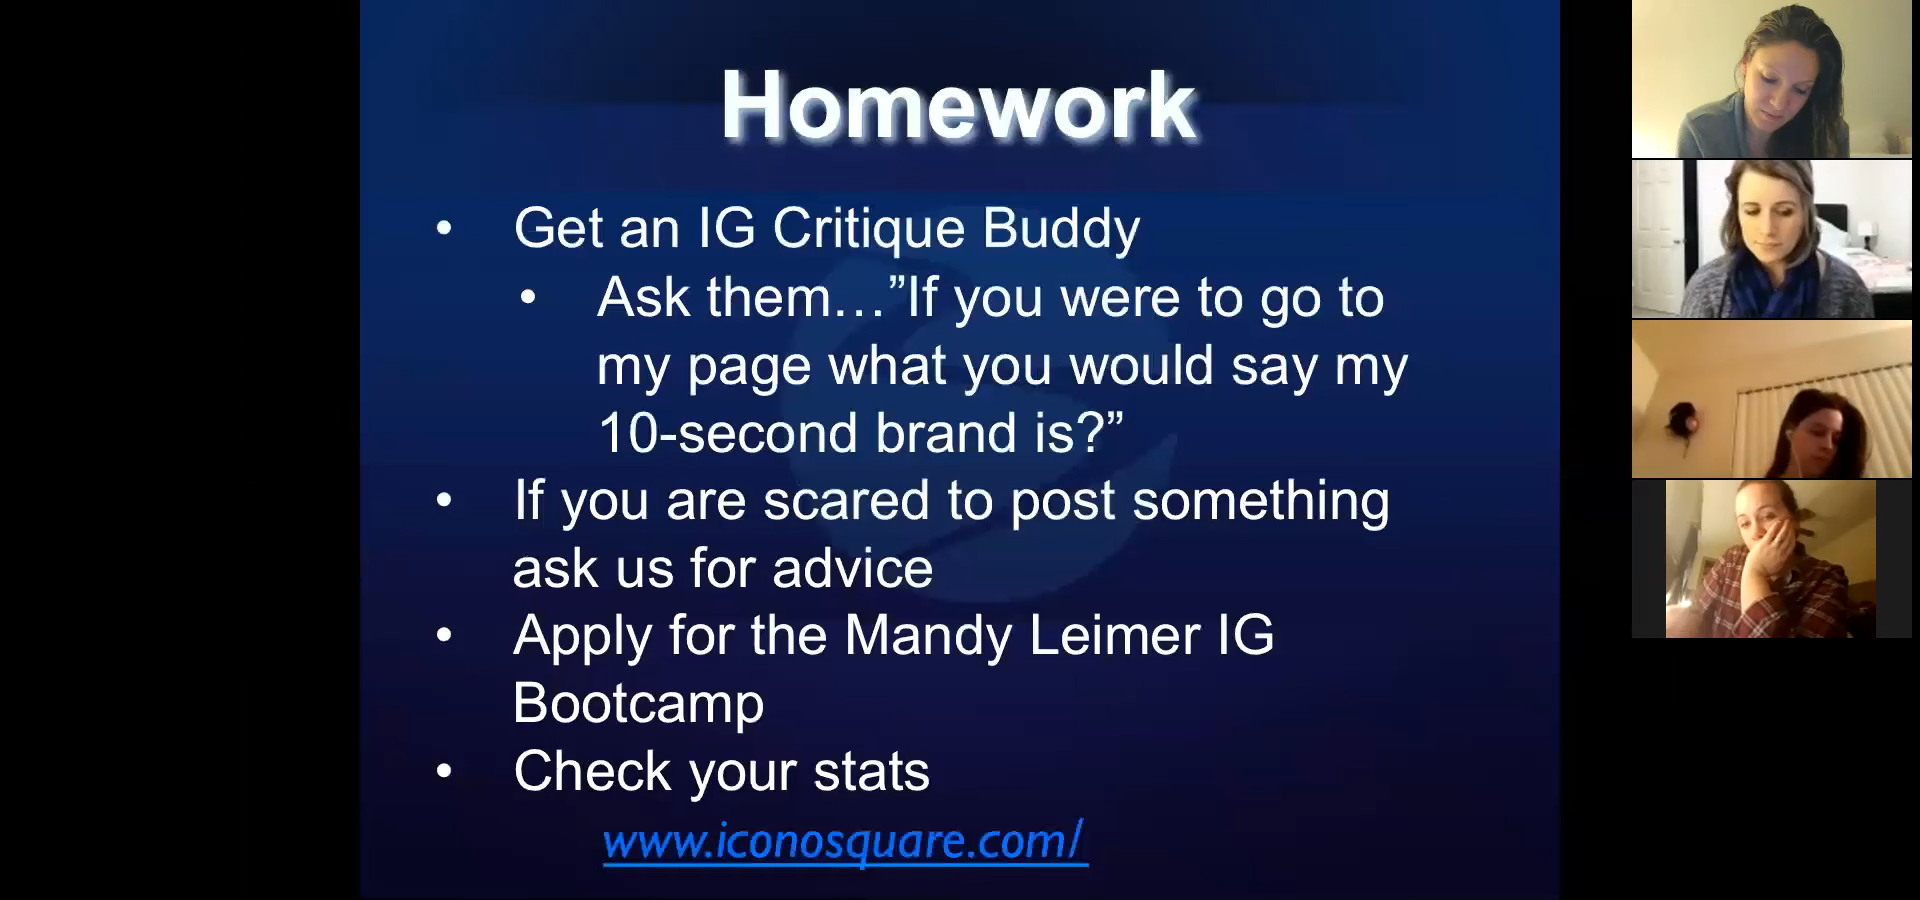 Homework
• Get an IG Critique Buddy
• Ask them…”If you were to go to
my page what you would say my
10-second brand is?”
• If you are scared to post something
ask us for advice
• Apply for the Mandy Leimer IG
Bootcamp
• Check your stats
www.iconosquare.com/